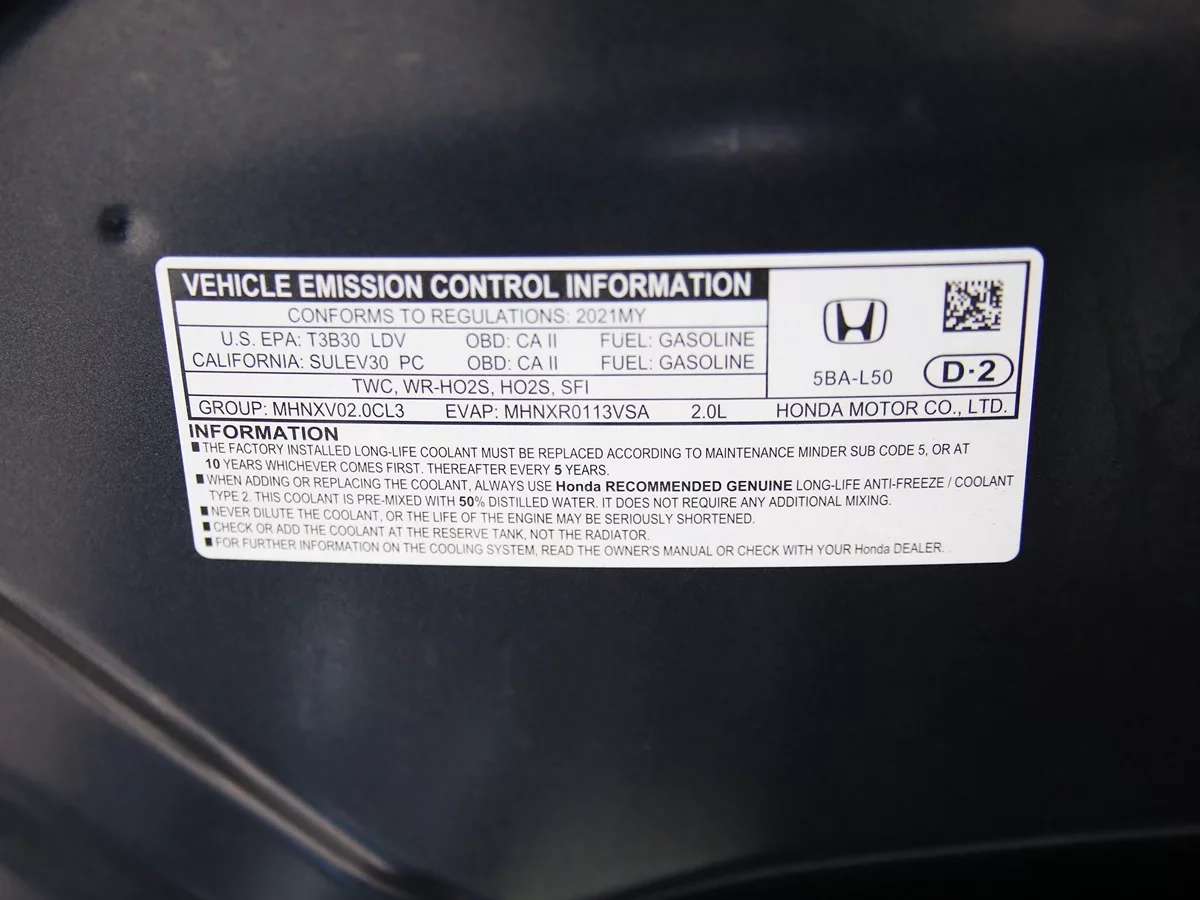 VEHICLE EMISSION CONTROL INFORMATION
CONFORMS TO REGULATIONS: 2021MY
U.S. EPA: T3B30 LDV OBD: CA II FUEL: GASOLINE
CALIFORNIA: SULEV30 PC OBD: CA II FUEL: GASOLINE
5BA-L50 D·2
TWC, WR-HO2S, HO2S, SFI
GROUP: MHNXV02.0CL3 EVAP: MHNXR0113VSA 2.0L HONDA MOTOR CO., LTD.
INFORMATION
■ THE FACTORY INSTALLED LONG-LIFE COOLANT MUST BE REPLACED ACCORDING TO MAINTENANCE MINDER SUB CODE 5, OR AT
10 YEARS WHICHEVER COMES FIRST. THEREAFTER EVERY 5 YEARS.
■ WHEN ADDING OR REPLACING THE COOLANT, ALWAYS USE Honda RECOMMENDED GENUINE LONG-LIFE ANTI-FREEZE / COOLANT
TYPE 2. THIS COOLANT IS PRE-MIXED WITH 50% DISTILLED WATER. IT DOES NOT REQUIRE ANY ADDITIONAL MIXING.
■ NEVER DILUTE THE COOLANT, OR THE LIFE OF THE ENGINE MAY BE SERIOUSLY SHORTENED.
■ CHECK OR ADD THE COOLANT AT THE RESERVE TANK, NOT THE RADIATOR.
■ FOR FURTHER INFORMATION ON THE COOLING SYSTEM, READ THE OWNER'S MANUAL OR CHECK WITH YOUR Honda DEALER.